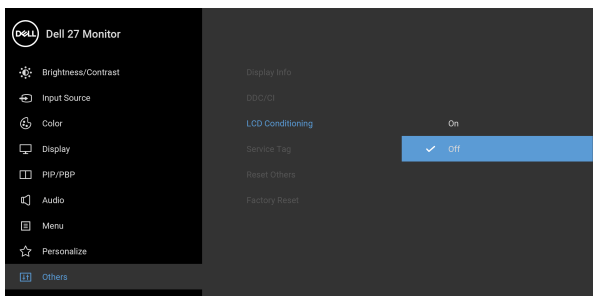 DELL Dell 27 Monitor
Brightness/Contrast
Input Source
Color
Display
PIP/PBP
Audio
Menu
Personalize
Others
Display Info
DDC/CI
LCD Conditioning
Service Tag
Reset Others
Factory Reset
On
Off